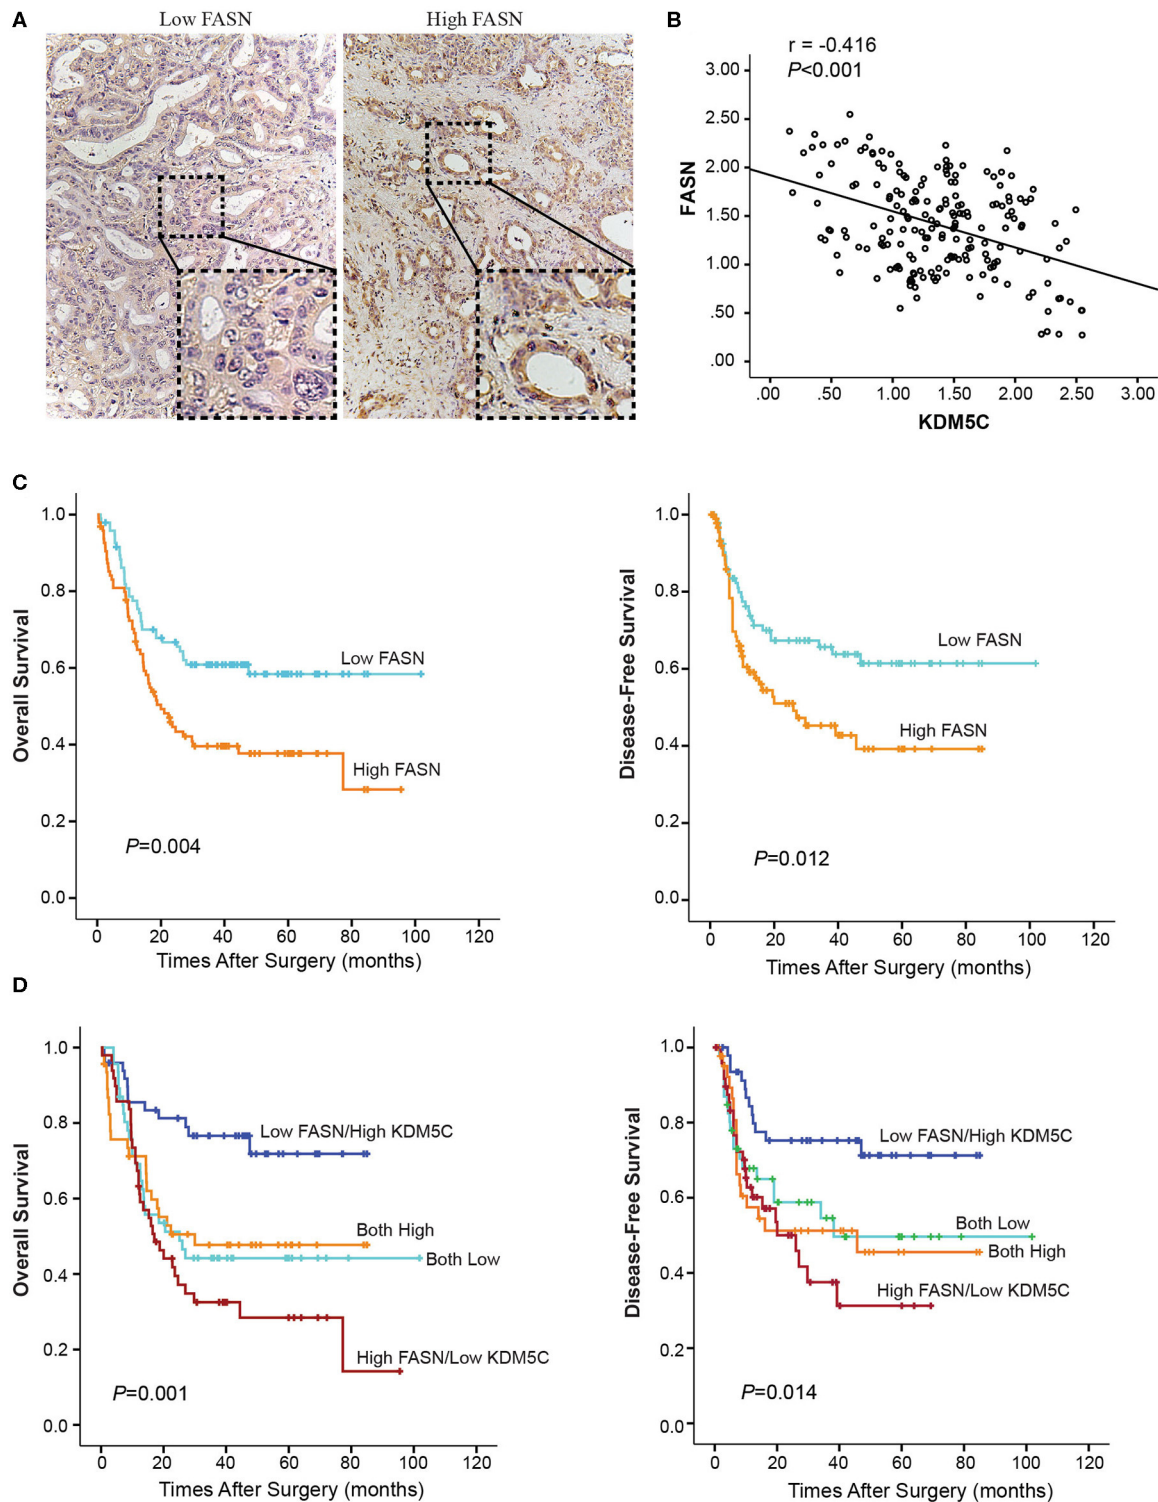 A
Low FASN
High FASN
B
r = -0.416
P<0.001
3.00
2.50
2.00
1.50
1.00
.50
.00
FASN
.00 .50 1.00 1.50 2.00 2.50 3.00
KDM5C
C
1.0
0.8
0.6
0.4
0.2
0.0
Overall Survival
Low FASN
High FASN
P=0.004
0 20 40 60 80 100 120
Times After Surgery (months)
1.0
0.8
0.6
0.4
0.2
0.0
Disease-Free Survival
Low FASN
High FASN
P=0.012
0 20 40 60 80 100 120
Times After Surgery (months)
D
1.0
0.8
0.6
0.4
0.2
0.0
Overall Survival
Low FASN/High KDM5C
Both High
Both Low
High FASN/Low KDM5C
P=0.001
0 20 40 60 80 100 120
Times After Surgery (months)
1.0
0.8
0.6
0.4
0.2
0.0
Disease-Free Survival
Low FASN/High KDM5C
Both Low
Both High
High FASN/Low KDM5C
P=0.014
0 20 40 60 80 100 120
Times After Surgery (months)